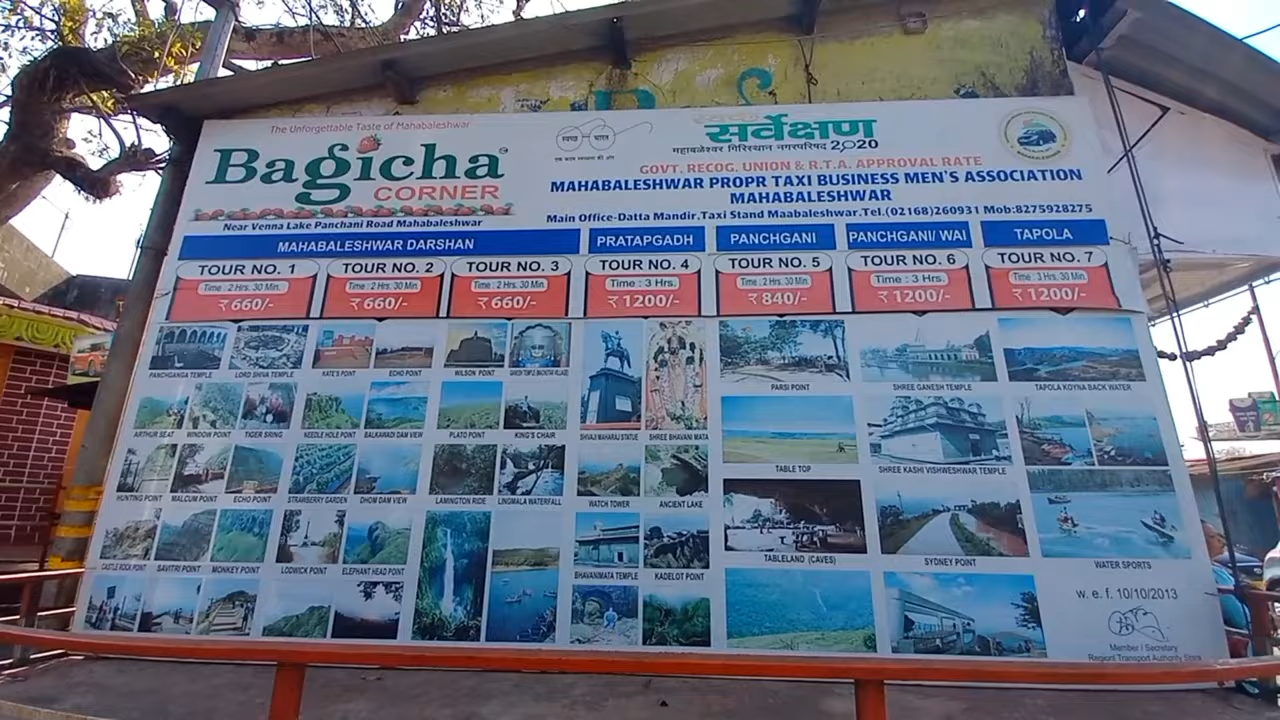 The Unforgettable Taste of Mahabaleshwar
Bagicha
CORNER
Near Venna Lake Panchani Road Mahabaleshwar
स्वच्छ भारत
एक कदम स्वच्छता की ओर
स्वच्छ
सर्वेक्षण
महाबळेश्वर गिरिस्थान नगरपरिषद 2020
GOVT. RECOG. UNION & R.T.A. APPROVAL RATE
MAHABALESHWAR PROPR TAXI BUSINESS MEN'S ASSOCIATION
MAHABALESHWAR
Main Office-Datta Mandir,Taxi Stand Maabaleshwar.Tel.(02168)260931 Mob:8275928275
MAHABALESHWAR DARSHAN
PRATAPGADH
PANCHGANI
PANCHGANI/ WAI
TAPOLA
TOUR NO. 1
Time : 2 Hrs. 30 Min.
₹660/-
TOUR NO. 2
Time : 2 Hrs. 30 Min.
₹660/-
TOUR NO. 3
Time : 2 Hrs. 30 Min.
₹660/-
TOUR NO. 4
Time : 3 Hrs.
₹1200/-
TOUR NO. 5
Time : 2 Hrs. 30 Min.
₹840/-
TOUR NO. 6
Time : 3 Hrs.
₹1200/-
TOUR NO. 7
Time : 3 Hrs. 30 Min.
₹1200/-
PANCHGANGA TEMPLE
LORD SHIVA TEMPLE
ARTHUR SEAT
WINDOW POINT
TIGER SRING
HUNTING POINT
MALCUM POINT
ECHO POINT
CASTLE ROCK POINT
SAVITRI POINT
MONKEY POINT
KATE'S POINT
ECHO POINT
NEEDLE HOLE POINT
BALKAWADI DAM VIEW
STRAWBERRY GARDEN
DHOM DAM VIEW
LODWICK POINT
ELEPHANT HEAD POINT
WILSON POINT
PLATO POINT
KING'S CHAIR
LAMINGTON RIDE
LINGMALA WATERFALL
SHIVAJI MAHARAJ STATUE
SHREE BHAVANI MATA
WATCH TOWER
ANCIENT LAKE
BHAVANIMATA TEMPLE
KADELOT POINT
PARSI POINT
TABLE TOP
TABLELAND (CAVES)
SHREE GANESH TEMPLE
SHREE KASHI VISHWESHWAR TEMPLE
SYDNEY POINT
TAPOLA KOYNA BACK WATER
WATER SPORTS
w. e. f. 10/10/2013
Member / Secretary
Regional Transport Authority